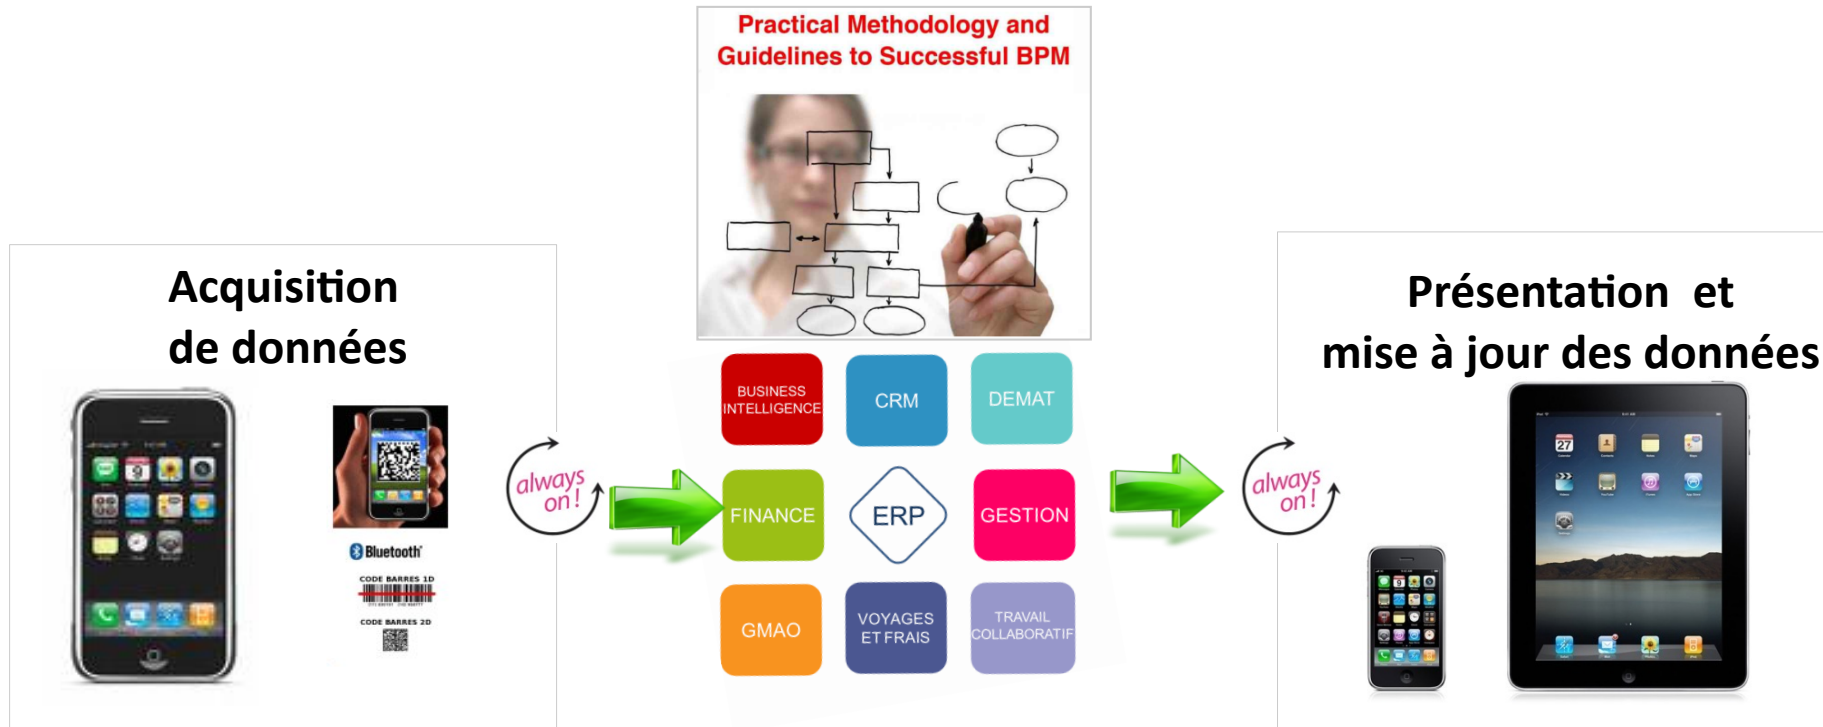 Practical Methodology and
Guidelines to Successful BPM
Acquisition
de données
Bluetooth
CODE BARRES 1D
CODE BARRES 2D
always
on!
BUSINESS
INTELLIGENCE
CRM
DEMAT
FINANCE
ERP
GESTION
GMAO
VOYAGES
ET FRAIS
TRAVAIL
COLLABORATIF
always
on!
Présentation et
mise à jour des données
27